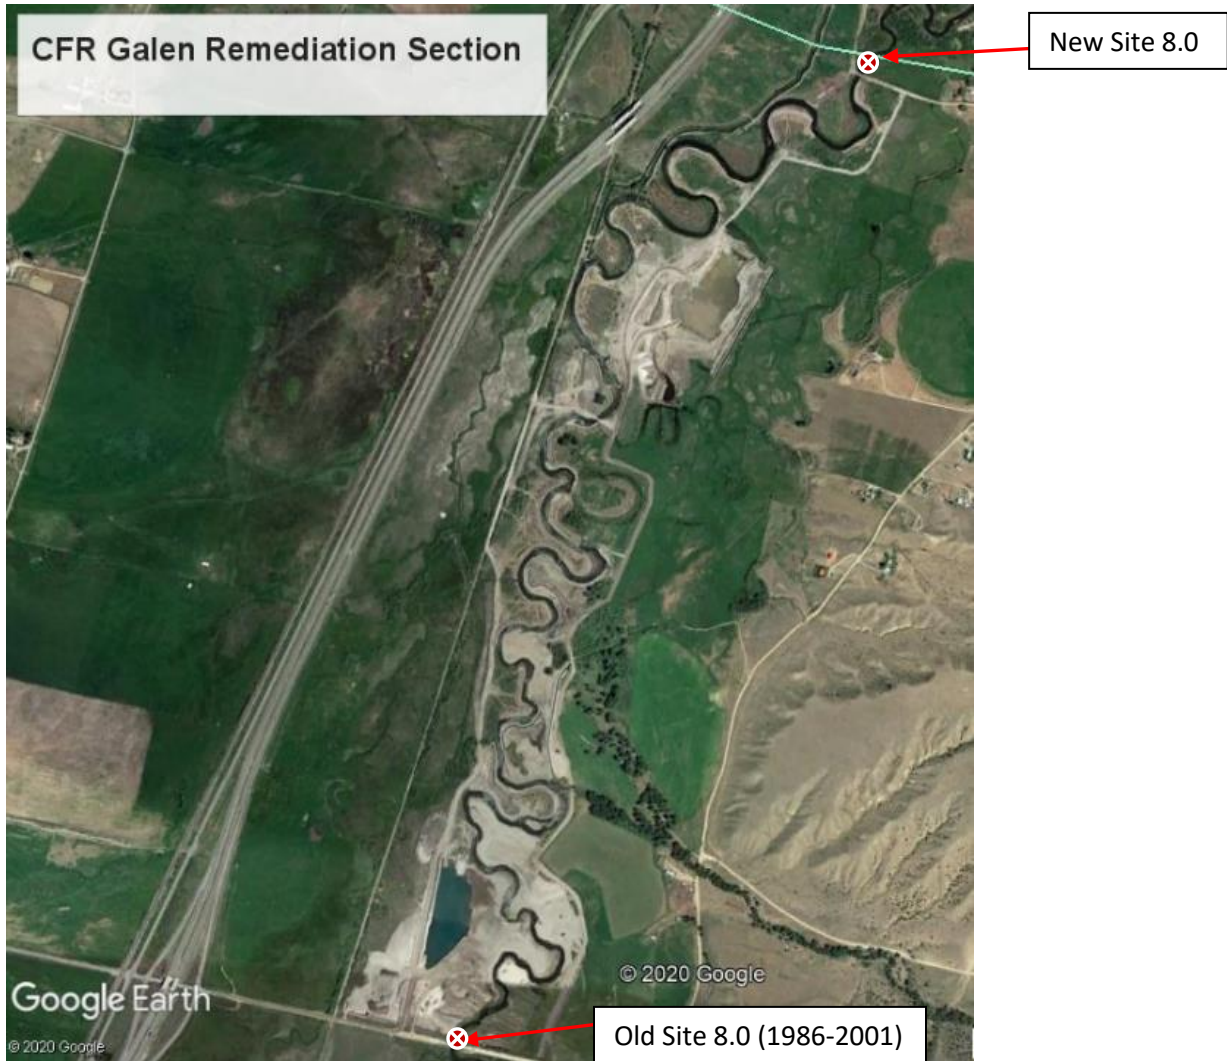 CFR Galen Remediation Section
New Site 8.0
© 2020 Google
Google Earth
Old Site 8.0 (1986-2001)
© 2020 Google